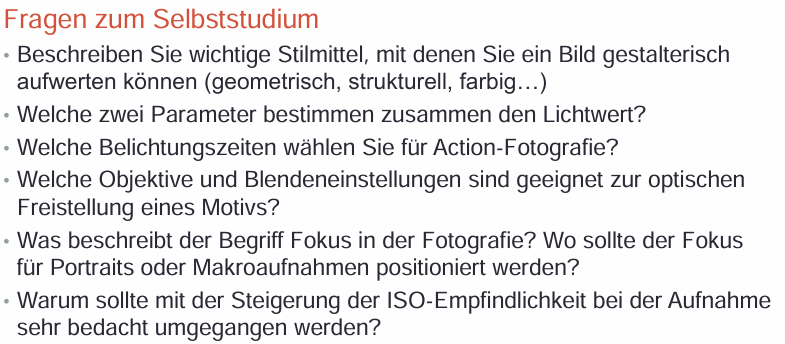 Fragen zum Selbststudium
• Beschreiben Sie wichtige Stilmittel, mit denen Sie ein Bild gestalterisch
aufwerten können (geometrisch, strukturell, farbig…)
• Welche zwei Parameter bestimmen zusammen den Lichtwert?
• Welche Belichtungszeiten wählen Sie für Action-Fotografie?
• Welche Objektive und Blendeneinstellungen sind geeignet zur optischen
Freistellung eines Motivs?
• Was beschreibt der Begriff Fokus in der Fotografie? Wo sollte der Fokus
für Portraits oder Makroaufnahmen positioniert werden?
• Warum sollte mit der Steigerung der ISO-Empfindlichkeit bei der Aufnahme
sehr bedacht umgegangen werden?